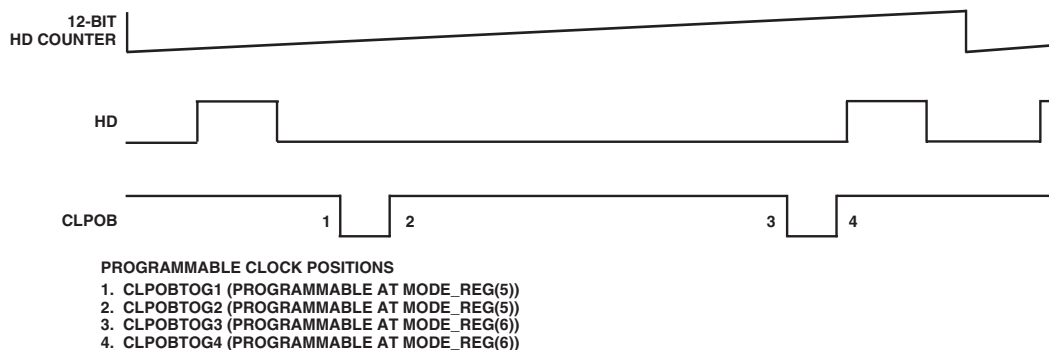 12-BIT
HD COUNTER
HD
CLPOB
1
2
3
4
PROGRAMMABLE CLOCK POSITIONS
1. CLPOBTOG1 (PROGRAMMABLE AT MODE_REG(5))
2. CLPOBTOG2 (PROGRAMMABLE AT MODE_REG(5))
3. CLPOBTOG3 (PROGRAMMABLE AT MODE_REG(6))
4. CLPOBTOG4 (PROGRAMMABLE AT MODE_REG(6))